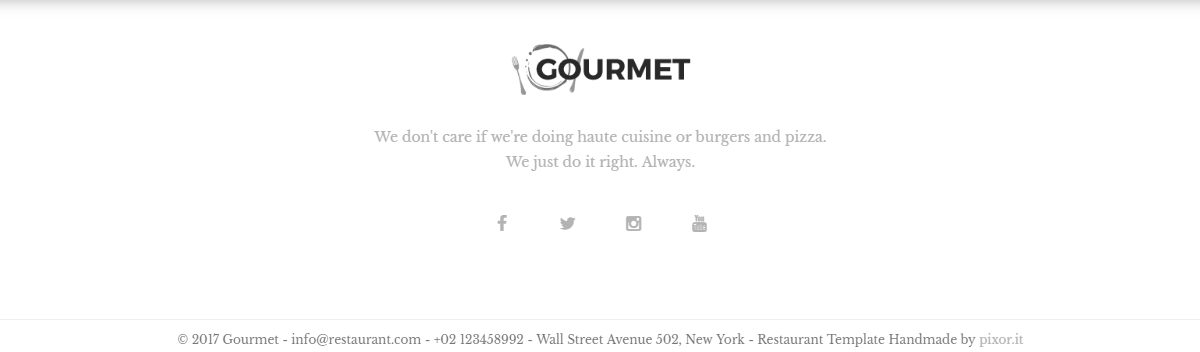 GOURMET
We don't care if we're doing haute cuisine or burgers and pizza.
We just do it right. Always.
© 2017 Gourmet - info@restaurant.com - +02 123458992 - Wall Street Avenue 502, New York - Restaurant Template Handmade by pixor.it